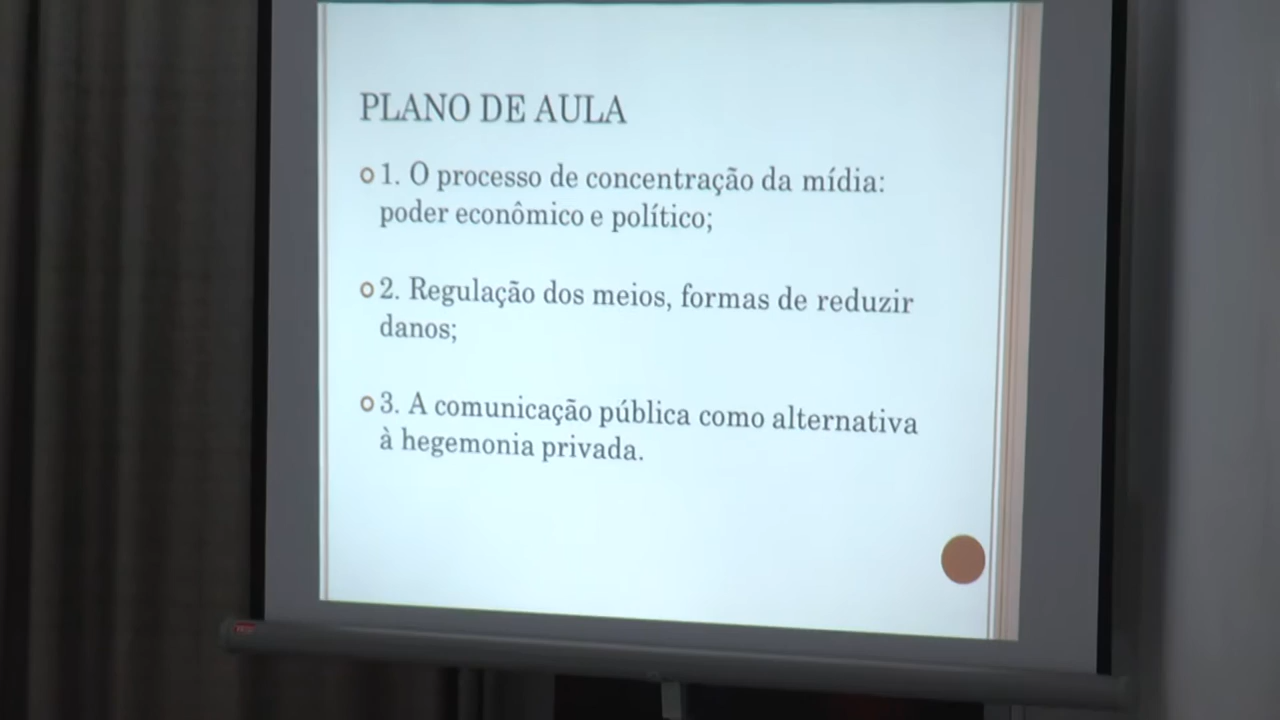 PLANO DE AULA
1. O processo de concentração da mídia:
poder econômico e político;
2. Regulação dos meios, formas de reduzir
danos;
3. A comunicação pública como alternativa
à hegemonia privada.